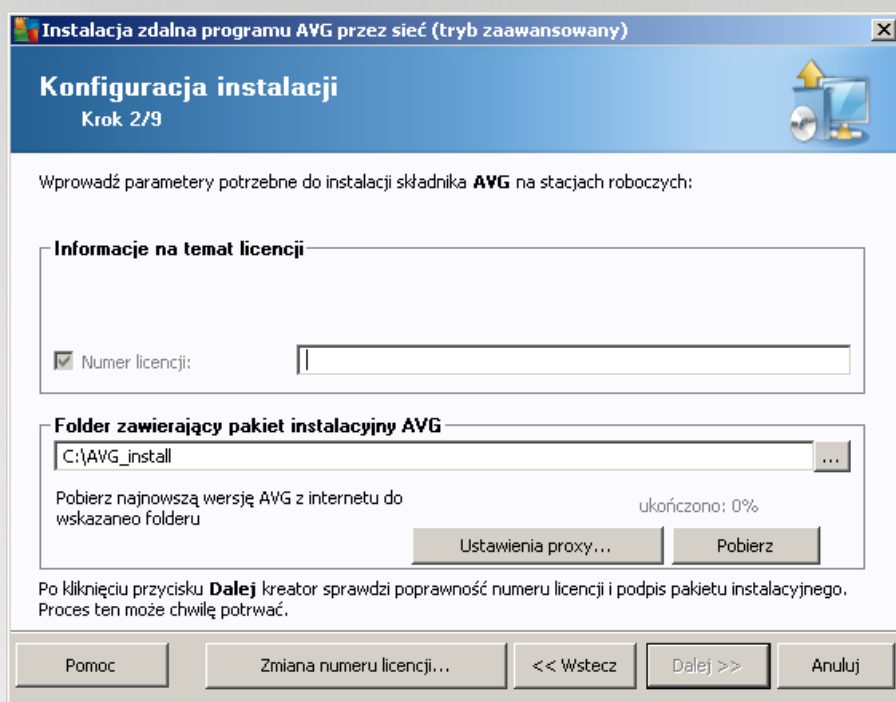 Instalacja zdalna programu AVG przez sieć (tryb zaawansowany)
Konfiguracja instalacji
Krok 2/9
Wprowadź parametery potrzebne do instalacji składnika AVG na stacjach roboczych:
Informacje na temat licencji
Numer licencji:
Folder zawierający pakiet instalacyjny AVG
C:\AVG_install
...
Pobierz najnowszą wersję AVG z internetu do
wskazaneo folderu
ukończono: 0%
Ustawienia proxy...
Pobierz
Po kliknięciu przycisku Dalej kreator sprawdzi poprawność numeru licencji i podpis pakietu instalacyjnego.
Proces ten może chwilę potrwać.
Pomoc
Zmiana numeru licencji...
<< Wstecz
Dalej >>
Anuluj